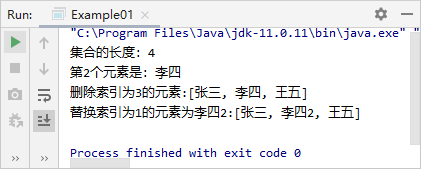 Run: Example01
"C:\Program Files\Java\jdk-11.0.11\bin\java.exe" "
集合的长度: 4
第2个元素是: 李四
删除索引为3的元素:[张三, 李四, 王五]
替换索引为1的元素为李四2:[张三, 李四2, 王五]
Process finished with exit code 0